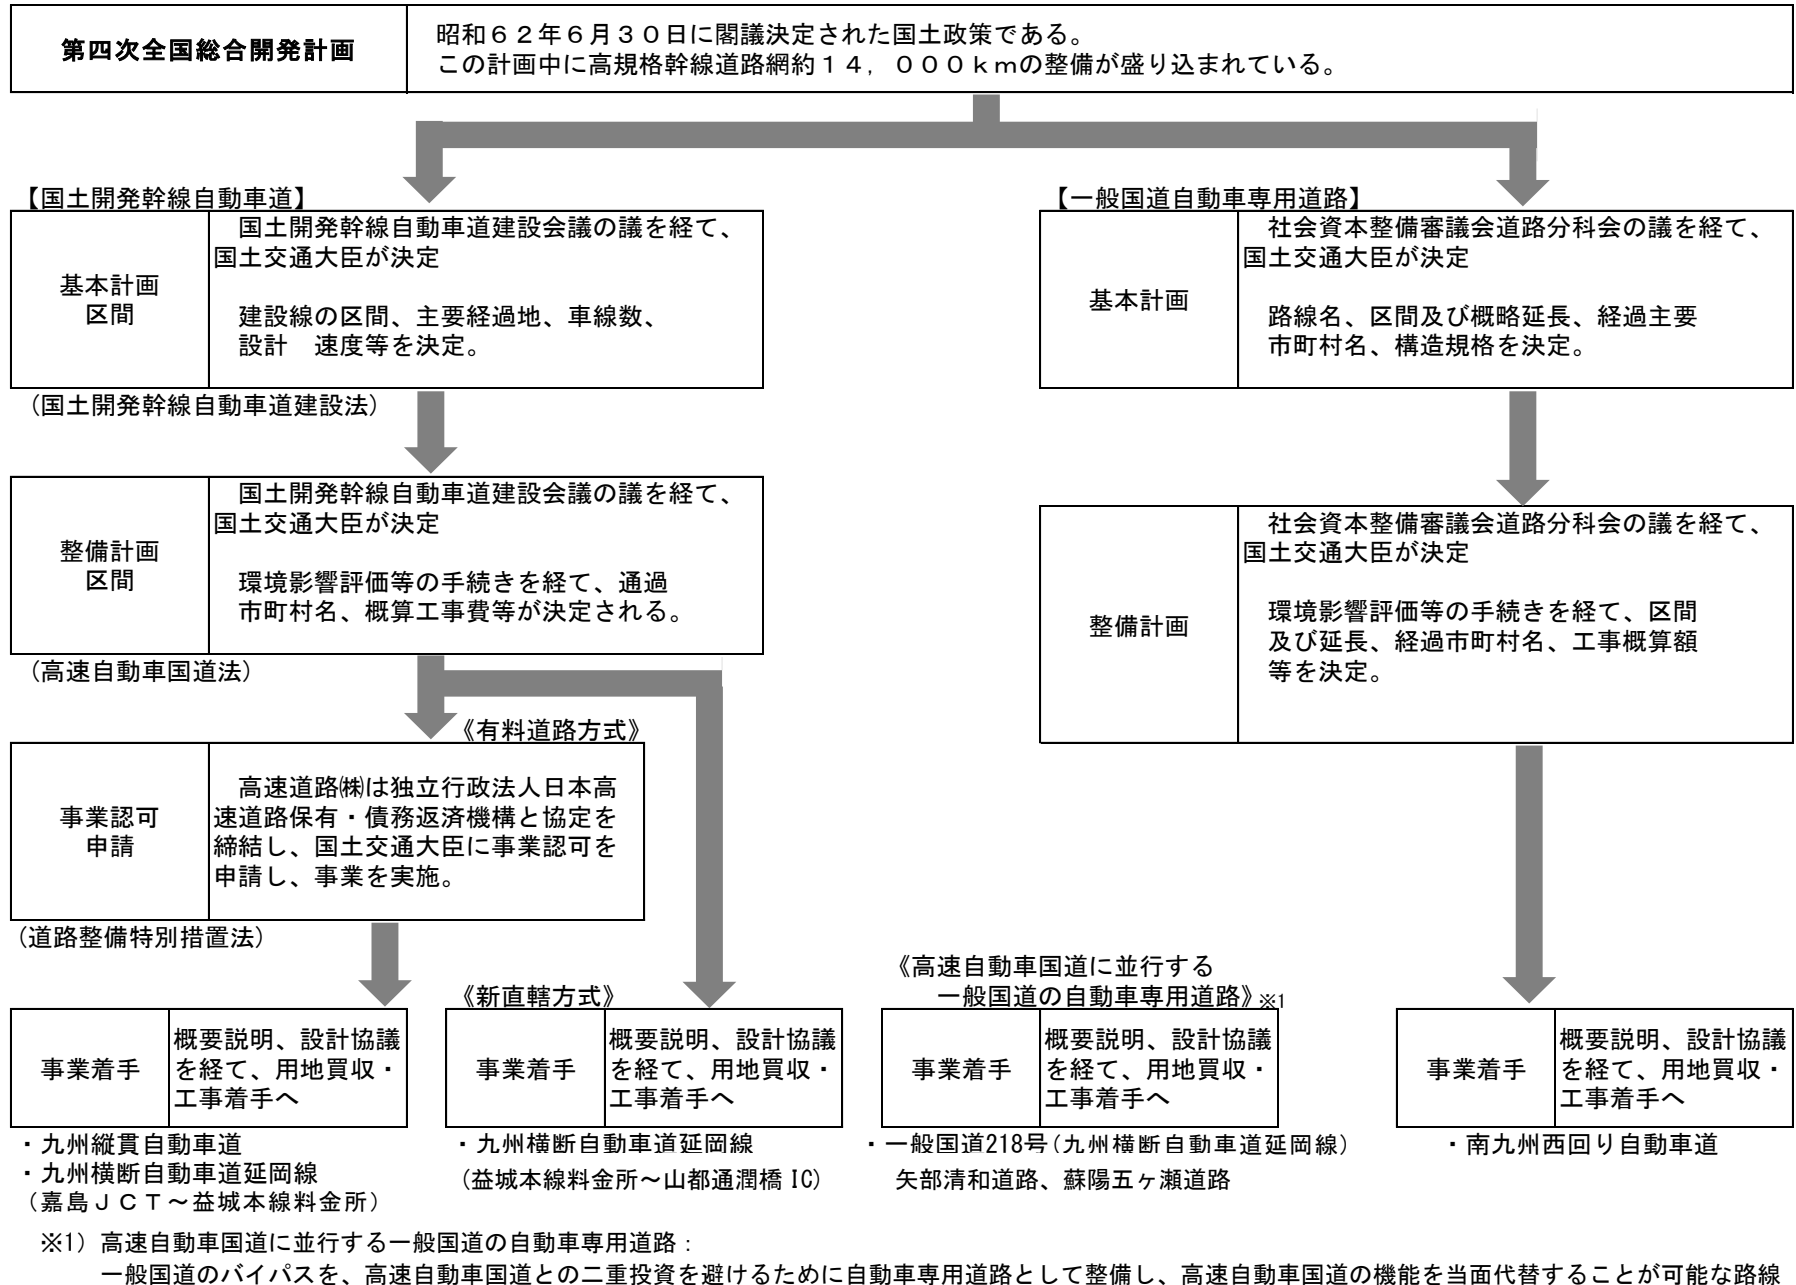 第四次全国総合開発計画
昭和６２年６月３０日に閣議決定された国土政策である。
この計画中に高規格幹線道路網約１４，０００ｋｍの整備が盛り込まれている。
【国土開発幹線自動車道】
基本計画
区間
国土開発幹線自動車道建設会議の議を経て、
国土交通大臣が決定
建設線の区間、主要経過地、車線数、
設計　速度等を決定。
（国土開発幹線自動車道建設法）
整備計画
区間
国土開発幹線自動車道建設会議の議を経て、
国土交通大臣が決定
環境影響評価等の手続きを経て、通過
市町村名、概算工事費等が決定される。
（高速自動車国道法）
《有料道路方式》
事業認可
申請
高速道路㈱は独立行政法人日本高
速道路保有・債務返済機構と協定を
締結し、国土交通大臣に事業認可を
申請し、事業を実施。
（道路整備特別措置法）
【一般国道自動車専用道路】
基本計画
社会資本整備審議会道路分科会の議を経て、
国土交通大臣が決定
路線名、区間及び概略延長、経過主要
市町村名、構造規格を決定。
整備計画
社会資本整備審議会道路分科会の議を経て、
国土交通大臣が決定
環境影響評価等の手続きを経て、区間
及び延長、経過市町村名、工事概算額
等を決定。
事業着手
概要説明、設計協議
を経て、用地買収・
工事着手へ
・九州縦貫自動車道
・九州横断自動車道延岡線
（嘉島ＪＣＴ～益城本線料金所）
《新直轄方式》
事業着手
概要説明、設計協議
を経て、用地買収・
工事着手へ
・九州横断自動車道延岡線
（益城本線料金所～山都通潤橋IC）
《高速自動車国道に並行する
一般国道の自動車専用道路》※1
事業着手
概要説明、設計協議
を経て、用地買収・
工事着手へ
・一般国道218号（九州横断自動車道延岡線）
矢部清和道路、蘇陽五ヶ瀬道路
事業着手
概要説明、設計協議
を経て、用地買収・
工事着手へ
・南九州西回り自動車道
※1）高速自動車国道に並行する一般国道の自動車専用道路：
一般国道のバイパスを、高速自動車国道との二重投資を避けるために自動車専用道路として整備し、高速自動車国道の機能を当面代替することが可能な路線